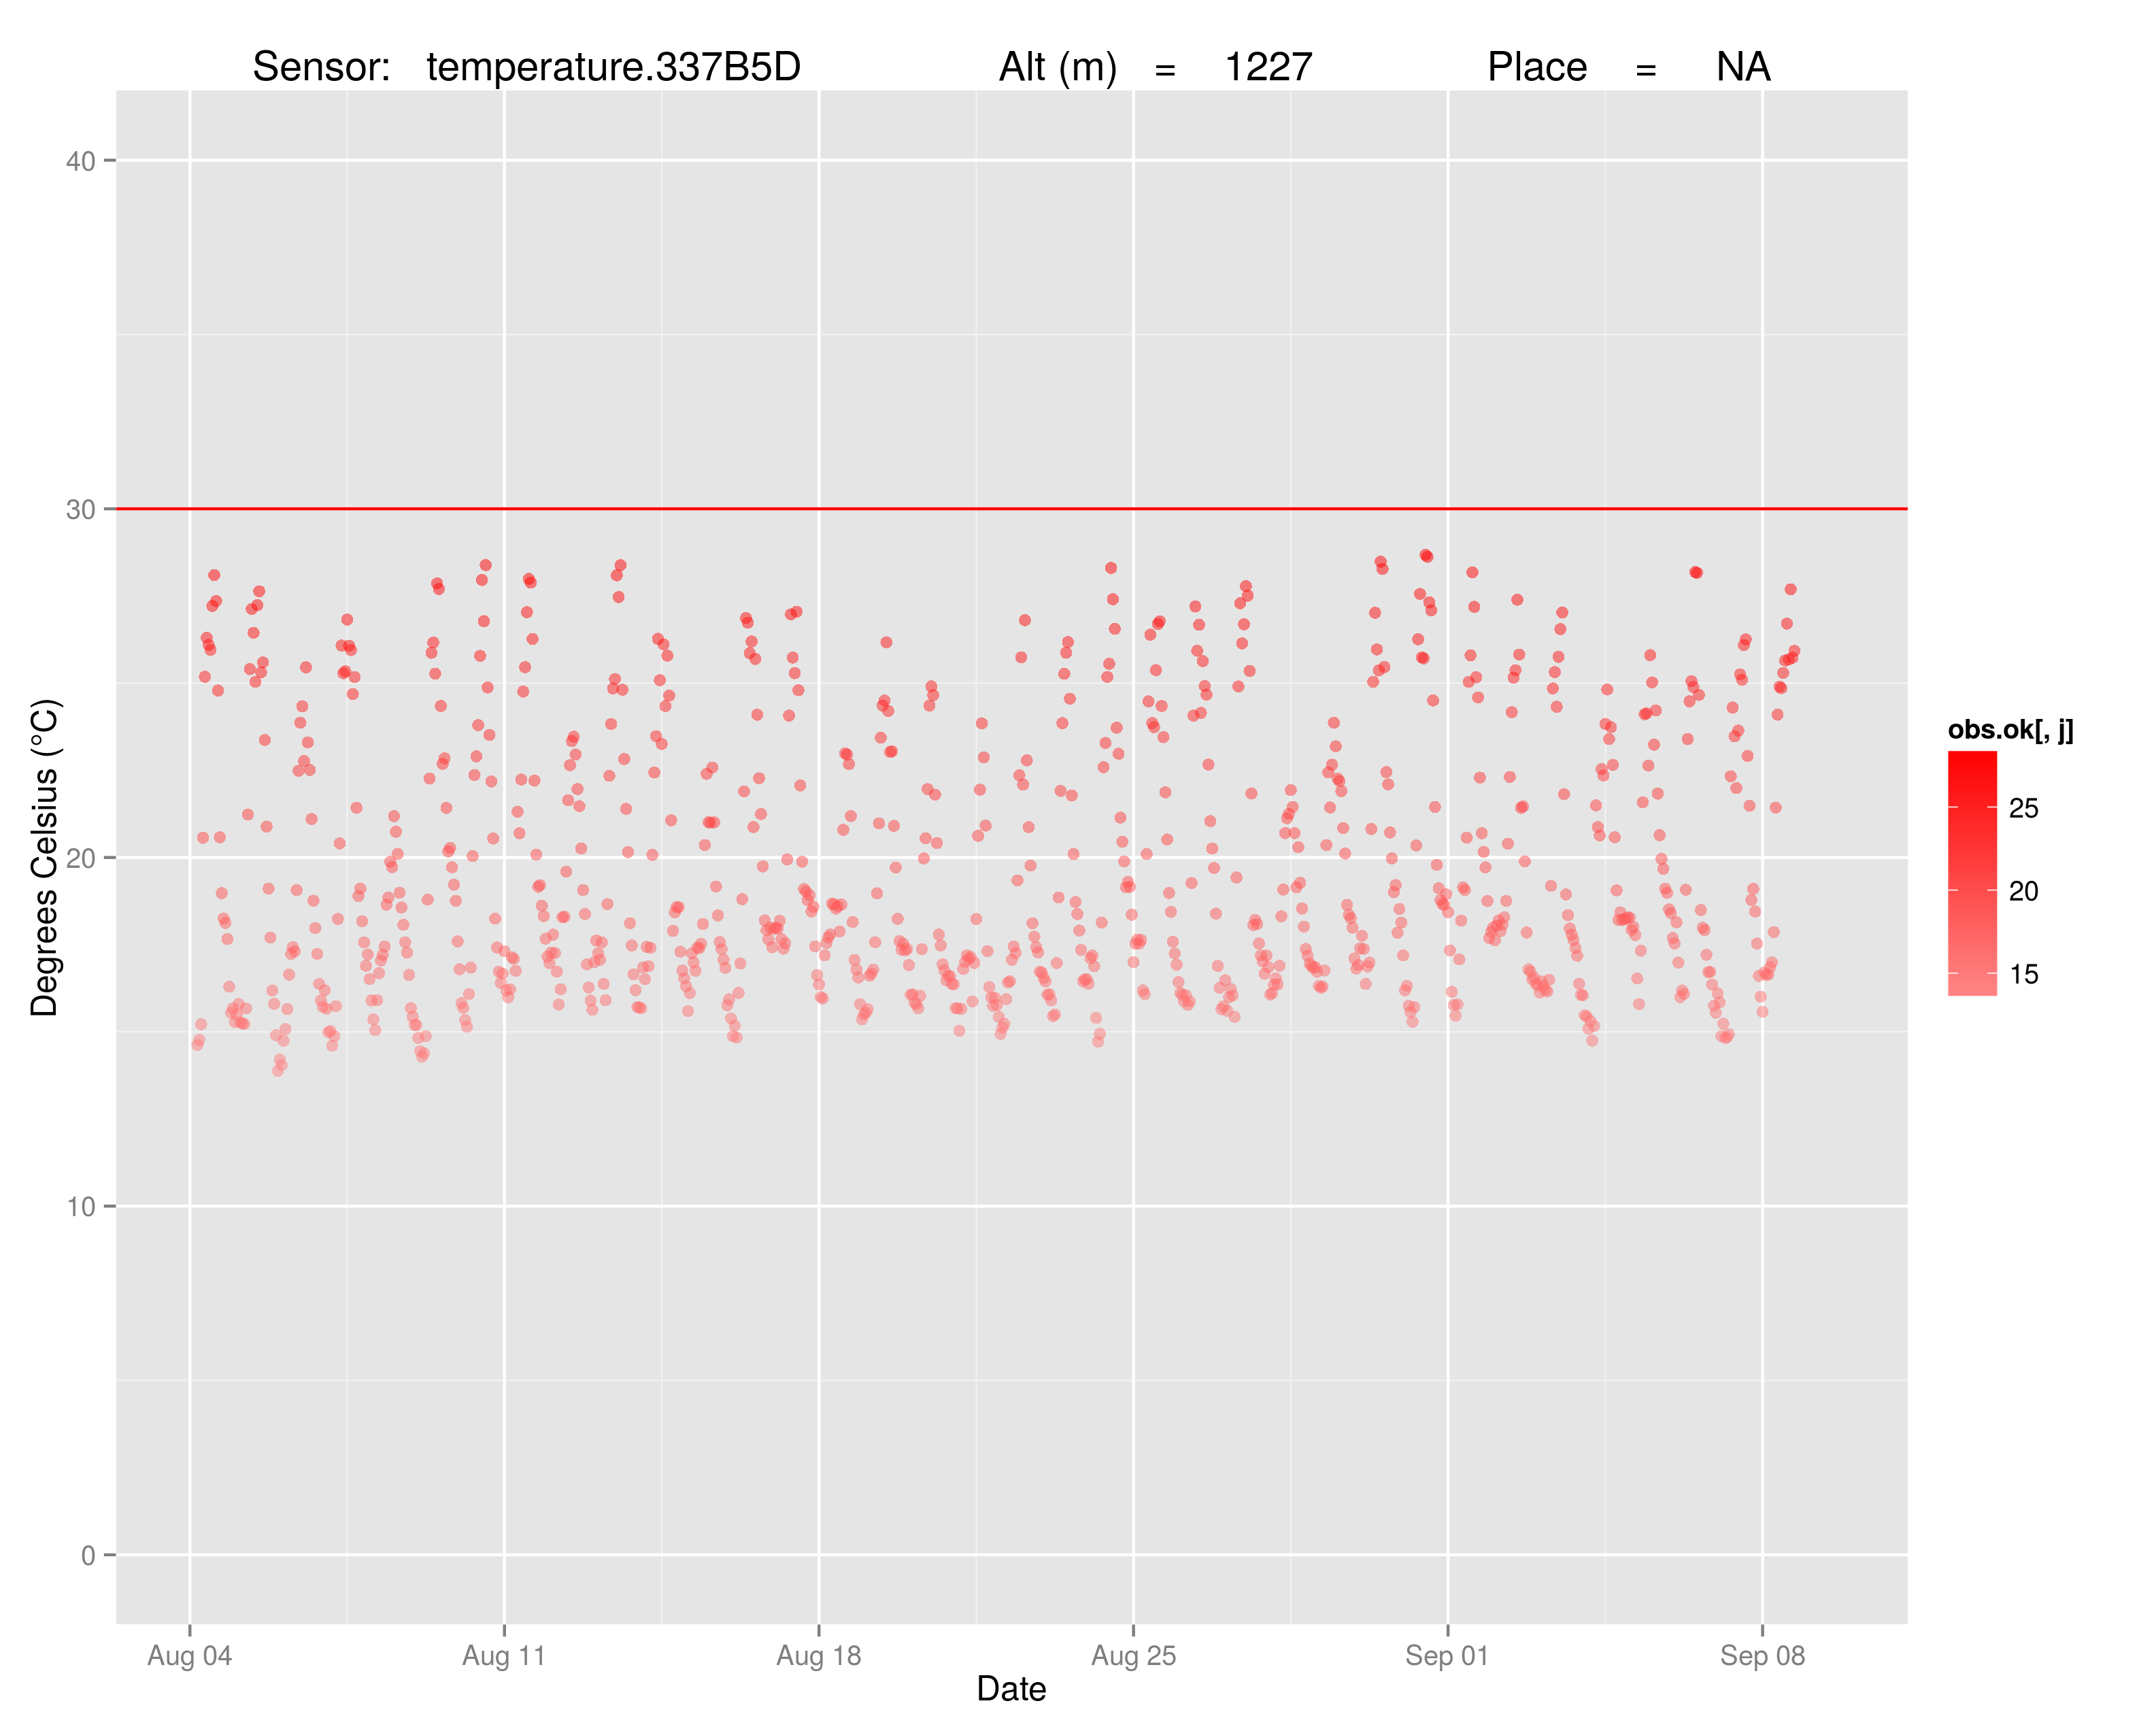 Sensor: temperature.337B5D Alt (m) = 1227 Place = NA
Degrees Celsius (°C)
40
30
20
10
0
Aug 04 Aug 11 Aug 18 Aug 25 Sep 01 Sep 08
Date
obs.ok[, j]
25
20
15